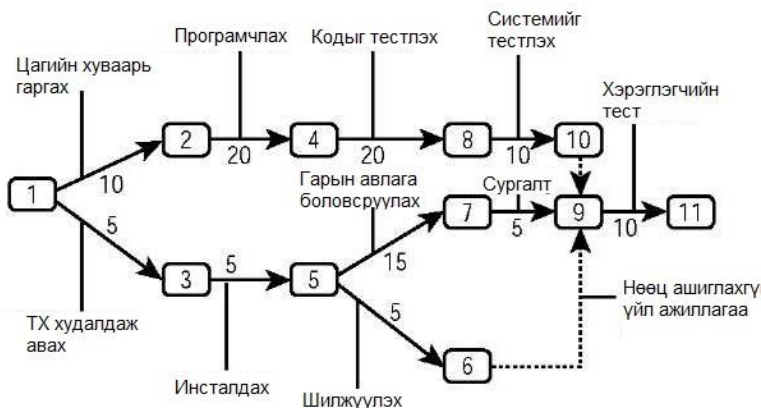 Программчлах
Кодыг тестлэх
Системийг
тестлэх
Цагийн хуваарь
гаргах
Хэрэглэгчийн
тест
2
4
8
10
20
20
10
10
1
Гарын авлага
боловсруулах
Сургалт
7
9
11
5
10
5
15
3
5
5
5
ТХ худалдаж
авах
6
Нөөц ашиглахгү
үйл ажиллагаа
Инсталдах
Шилжүүлэх